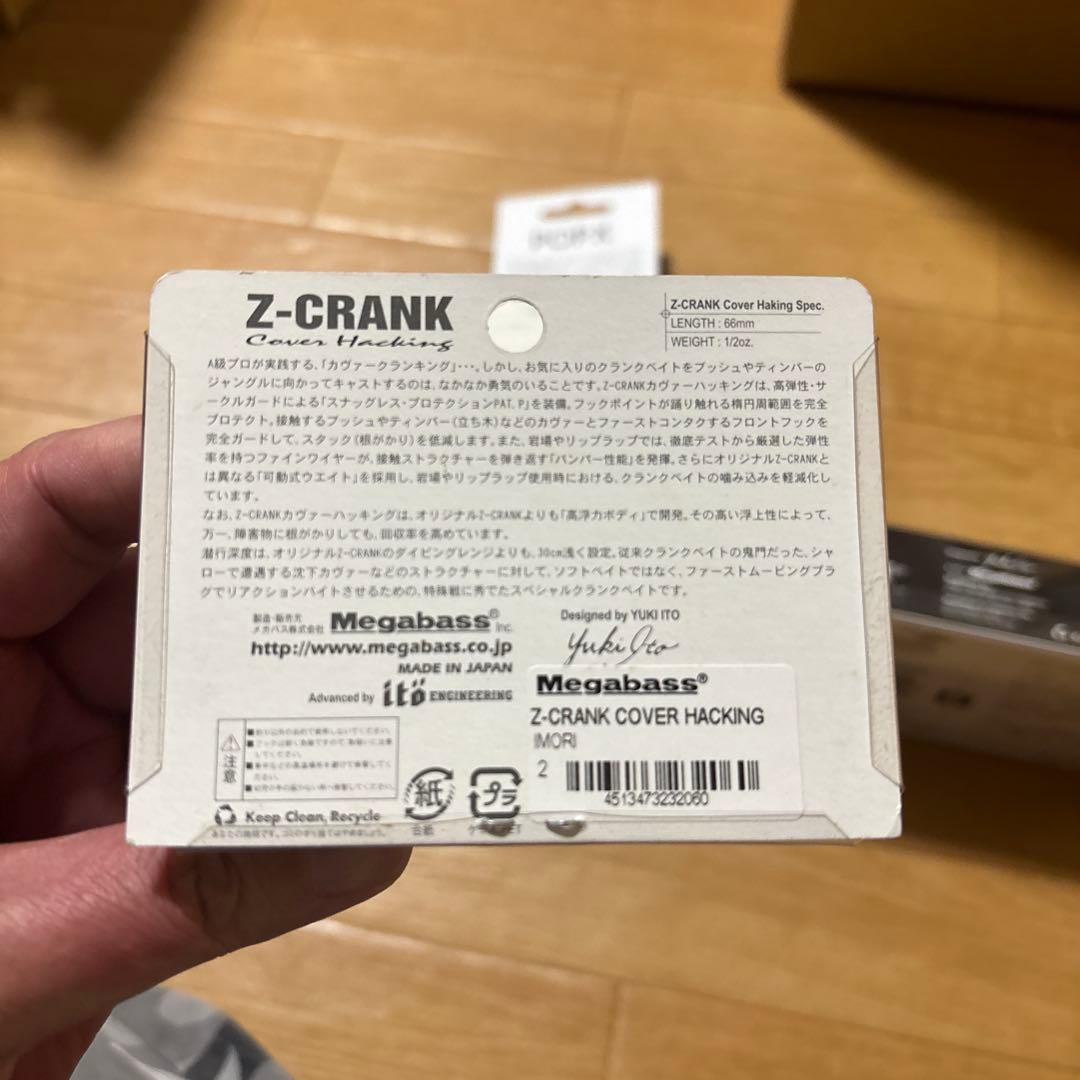 POPX
Z-CRANK
Cover Hacking
Z-CRANK Cover Haking Spec.
LENGTH : 66mm
WEIGHT : 1/2oz.
A級プロが実践する、「カヴァークランキング」・・・。しかし、お気に入りのクランクベイトをブッシュやティンバーの
ジャングルに向かってキャストするのは、なかなか勇気のいることです。Z-CRANKカヴァーハッキングは、高弾性・サ
ークルガードによる「スナッグレス・プロテクションPAT.P」を装備。フックポイントが踊り触れる楕円周範囲を完全
プロテクト。接触するブッシュやティンバー(立ち木)などのカヴァーとファーストコンタクするフロントフックを
完全ガードして、スタック(根がかり)を低減します。また、岩場やリップラップでは、徹底テストから厳選した弾性
率を持つファインワイヤーが、接触ストラクチャーを弾き返す「バンパー性能」を発揮。さらにオリジナルZ-CRANKと
は異なる「可動式ウエイト」を採用し、岩場やリップラップ使用時における、クランクベイトの噛み込みを軽減化し
ています。
なお、Z-CRANKカヴァーハッキングは、オリジナルZ-CRANKよりも「高浮力ボディ」で開発。その高い浮上性によって、
万一、障害物に根がかりしても、回収率を高めています。
潜行深度は、オリジナルZ-CRANKのダイビングレンジよりも、30cm浅く設定。従来クランクベイトの鬼門だった、シャ
ローで遭遇する沈下カヴァーなどのストラクチャーに対して、ソフトベイトではなく、ファーストムービングプラ
グでリアクションバイトさせるための、特殊戦に秀でたスペシャルクランクベイトです。
製造・販売元
メガバス株式会社
Megabass® Inc.
http://www.megabass.co.jp
MADE IN JAPAN
Advanced by itö ENGINEERING
Designed by YUKI ITO
Yuki Ito
Megabass®
Z-CRANK COVER HACKING
IMORI
2
4513473232060
注意
紙
台紙
プラ
Keep Clean, Recycle